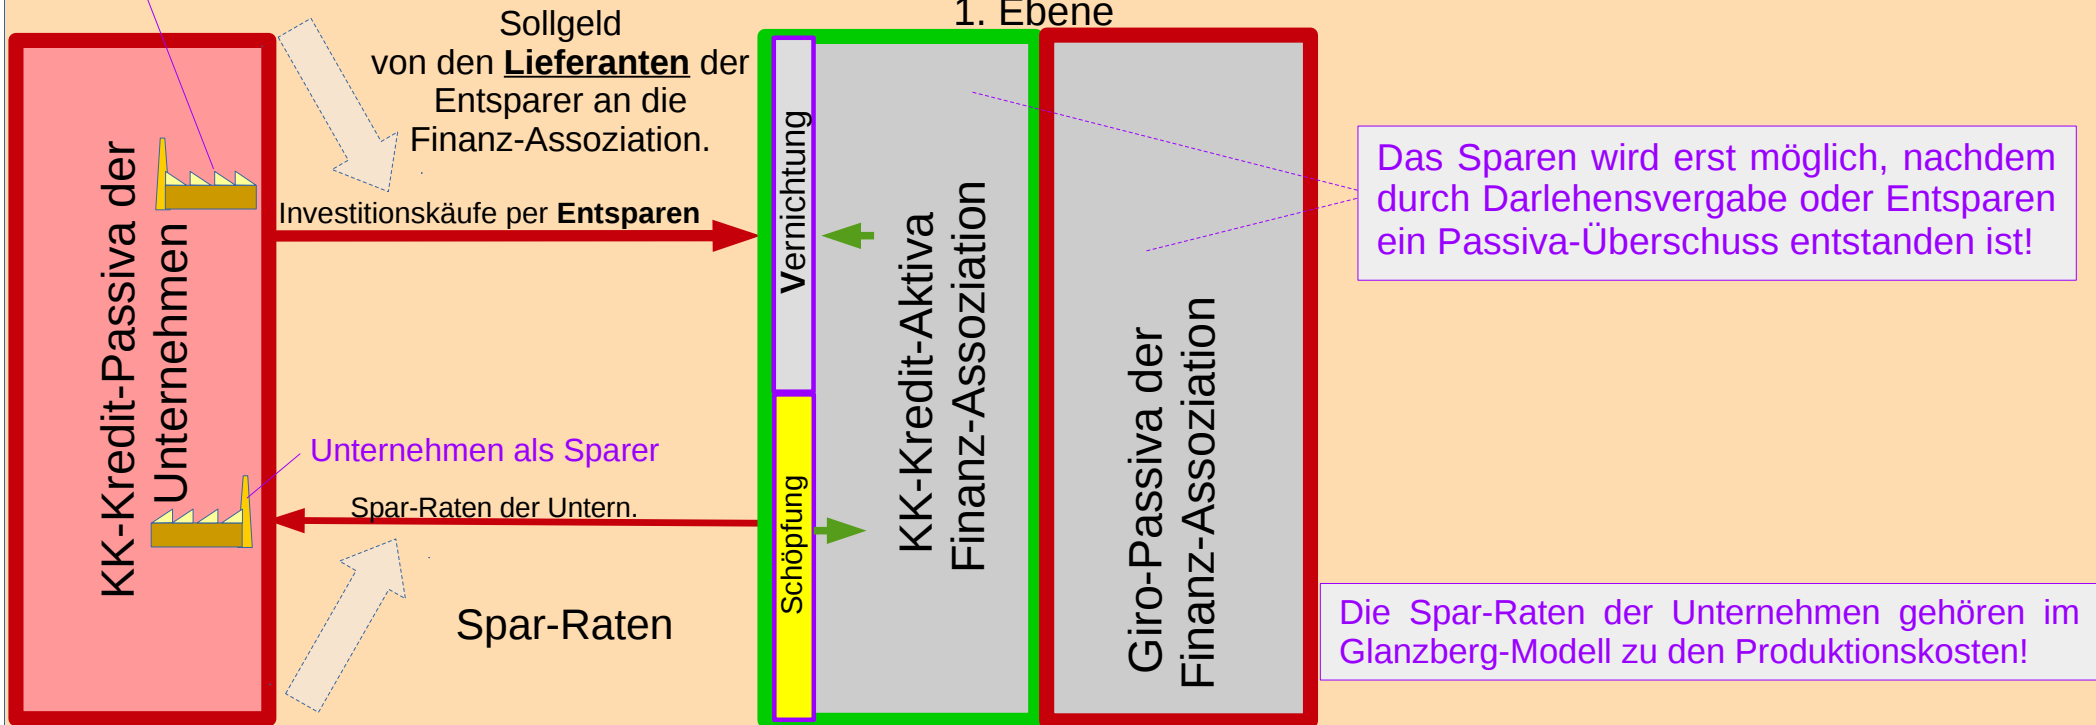 1. Ebene
Sollgeld
von den Lieferanten der
Entsparer an die
Finanz-Assoziation.
KK-Kredit-Passiva der
Unternehmen
Investitionskäufe per Entsparen
Unternehmen als Sparer
Spar-Raten der Untern.
Spar-Raten
Vernichtung
Schöpfung
KK-Kredit-Aktiva
Finanz-Assoziation
Giro-Passiva der
Finanz-Assoziation
Das Sparen wird erst möglich, nachdem
durch Darlehensvergabe oder Entsparen
ein Passiva-Überschuss entstanden ist!
Die Spar-Raten der Unternehmen gehören im
Glanzberg-Modell zu den Produktionskosten!